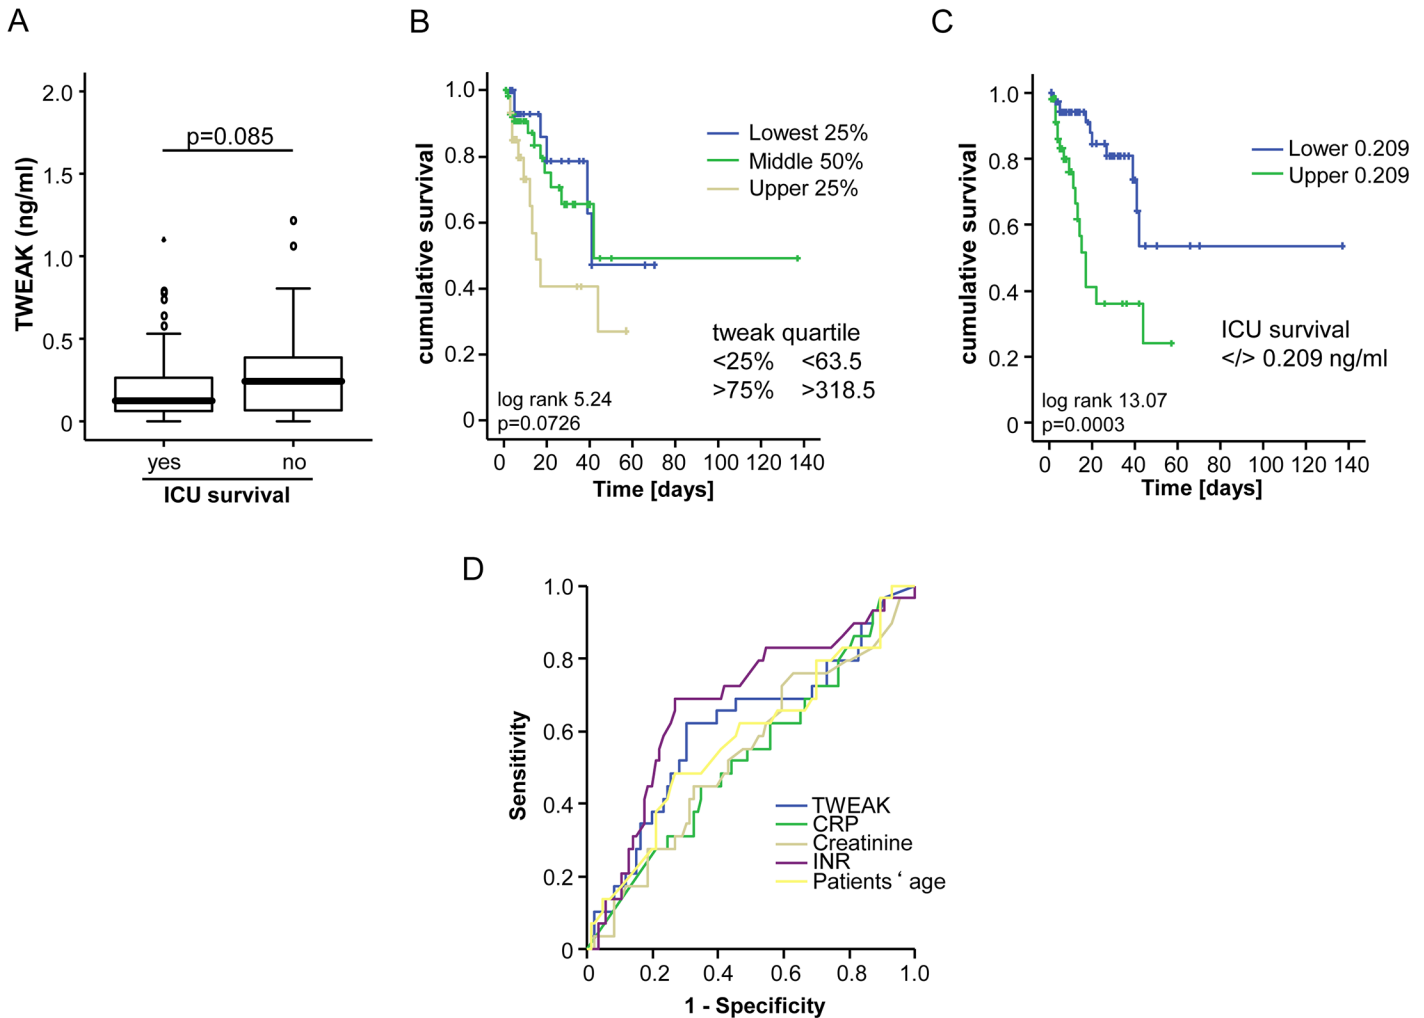 A
TWEAK (ng/ml)
2.0
1.5
1.0
0.5
0
p=0.085
yes no
ICU survival
B
cumulative survival
1.0
0.8
0.6
0.4
0.2
0
Lowest 25%
Middle 50%
Upper 25%
tweak quartile
<25% <63.5
>75% >318.5
log rank 5.24
p=0.0726
0 20 40 60 80 100 120 140
Time [days]
C
cumulative survival
1.0
0.8
0.6
0.4
0.2
0
Lower 0.209
Upper 0.209
ICU survival
</> 0.209 ng/ml
log rank 13.07
p=0.0003
0 20 40 60 80 100 120 140
Time [days]
D
Sensitivity
1.0
0.8
0.6
0.4
0.2
0
TWEAK
CRP
Creatinine
INR
Patients ‘ age
0 0.2 0.4 0.6 0.8 1.0
1 - Specificity